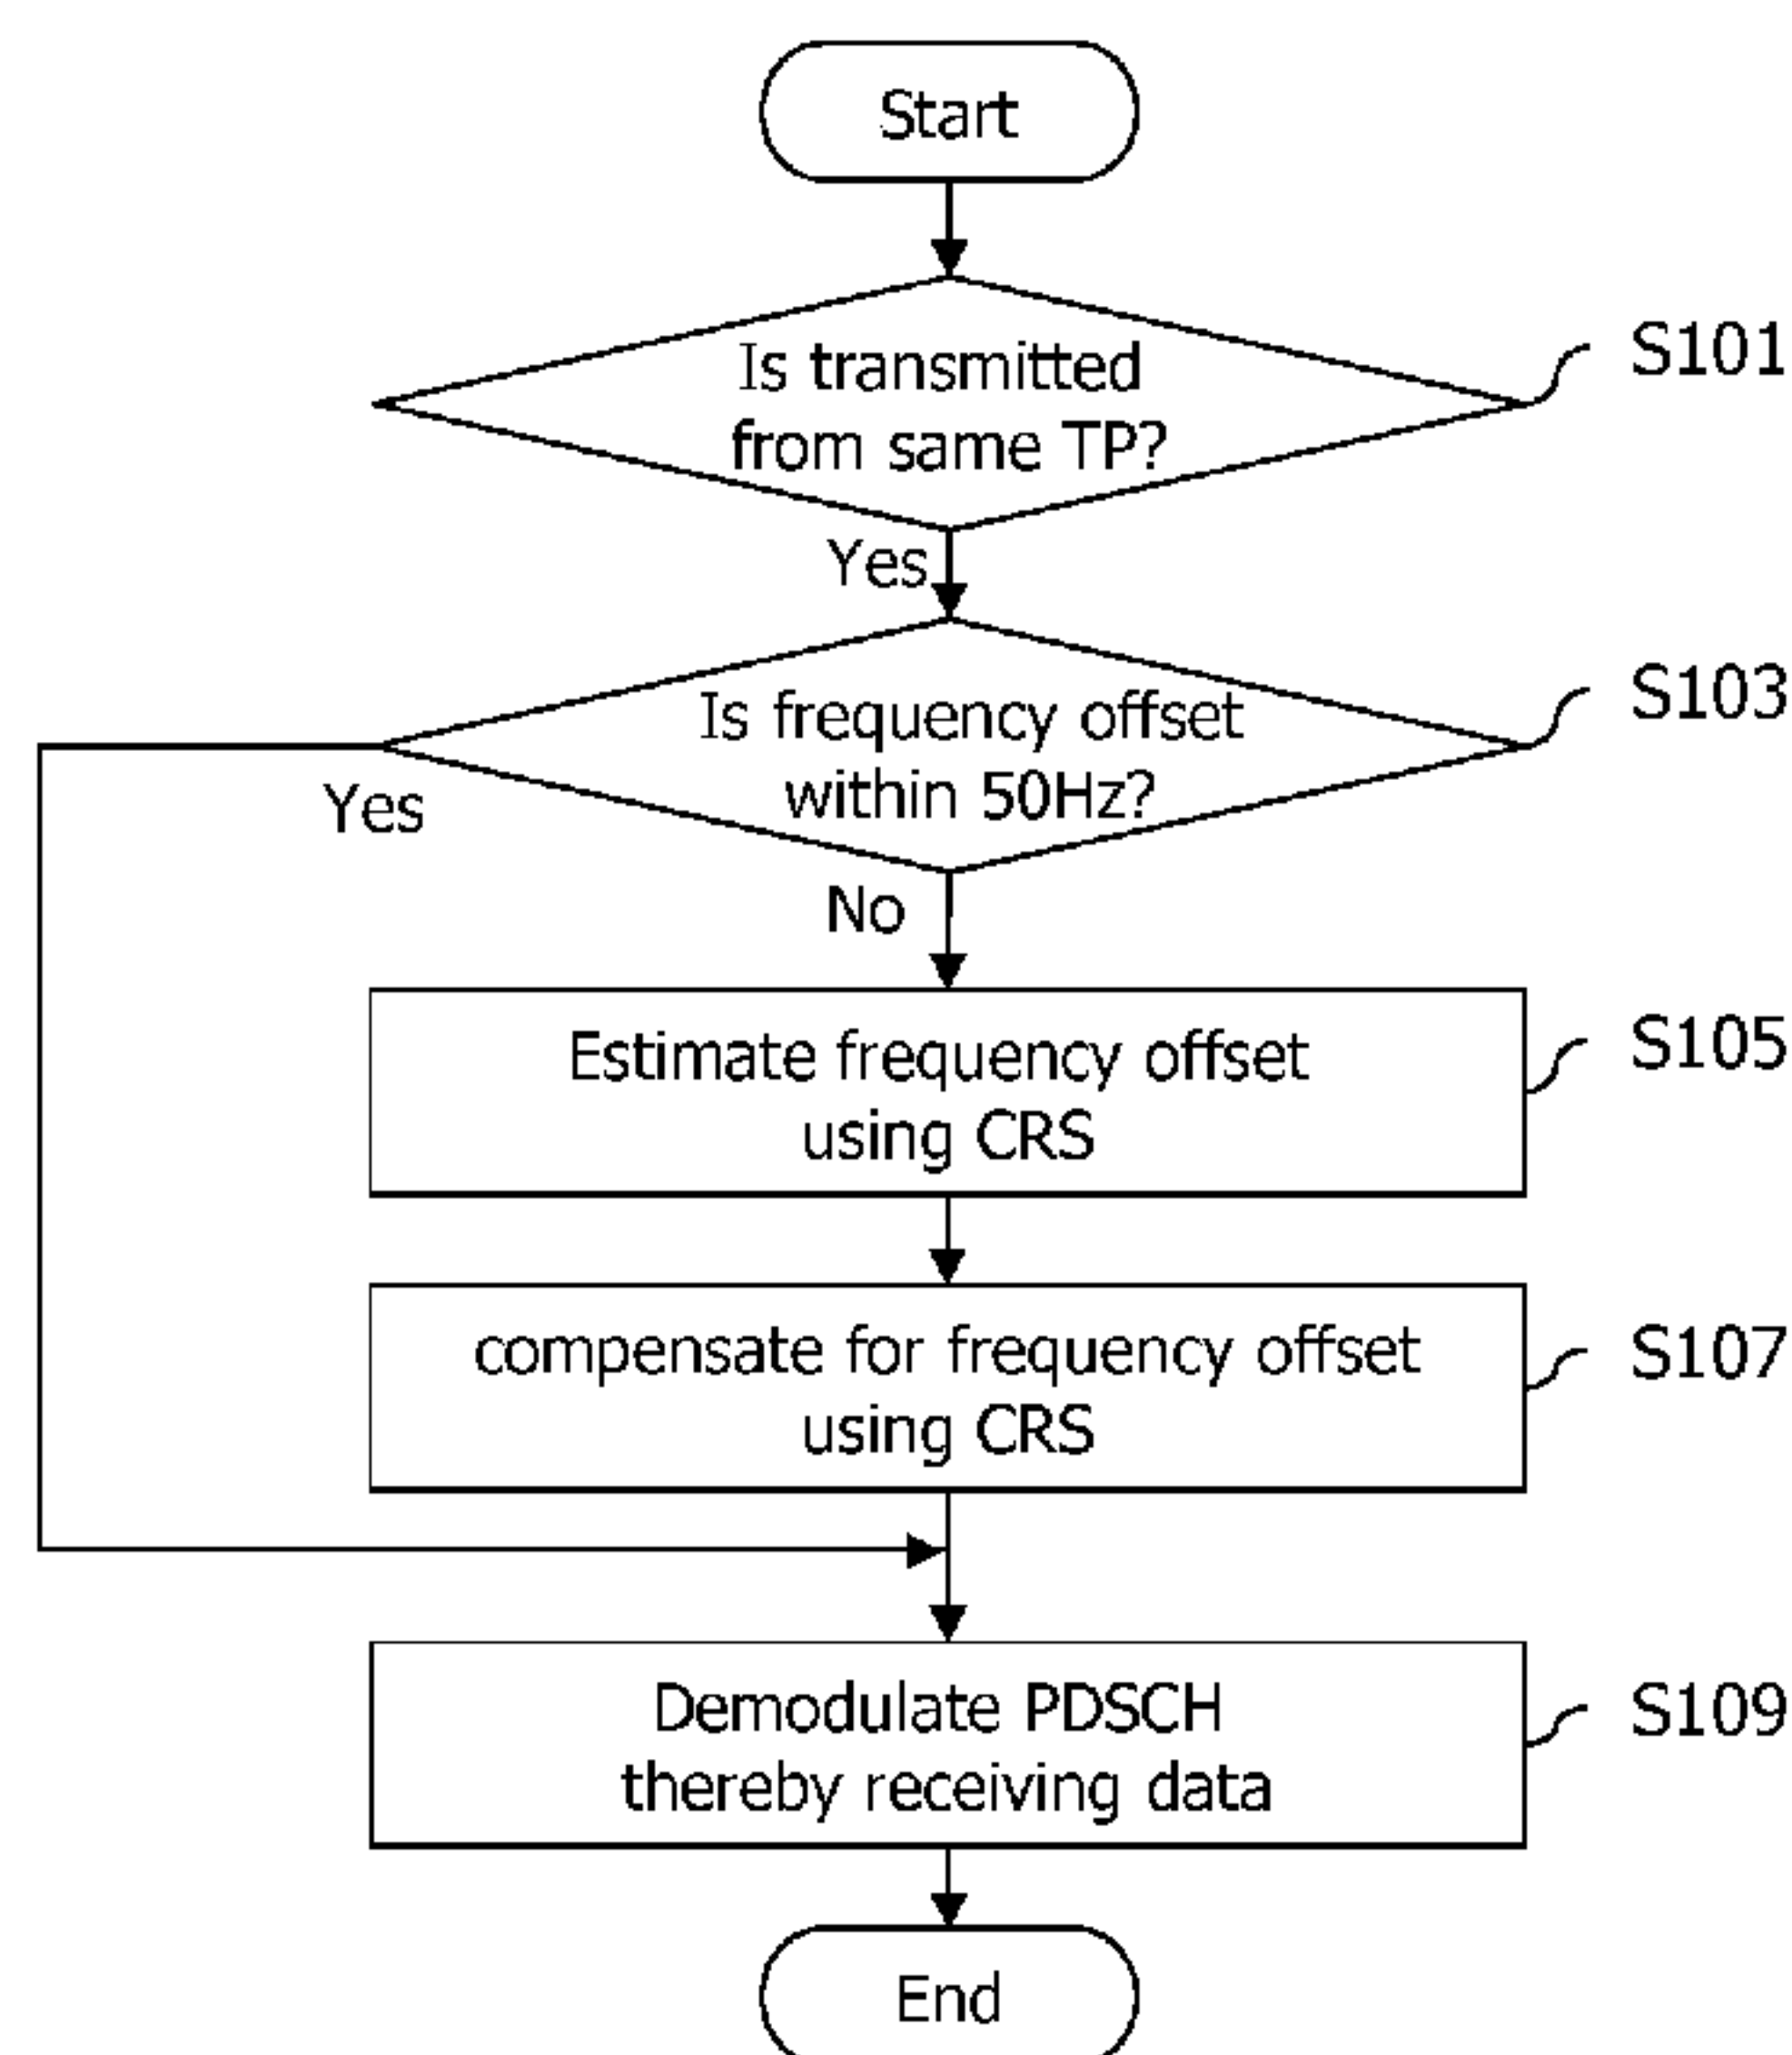 Start
Is transmitted
from same TP?
S101
Yes
Is frequency offset
within 50Hz?
S103
Yes
No
Estimate frequency offset
using CRS
S105
compensate for frequency offset
using CRS
S107
Demodulate PDSCH
thereby receiving data
S109
End